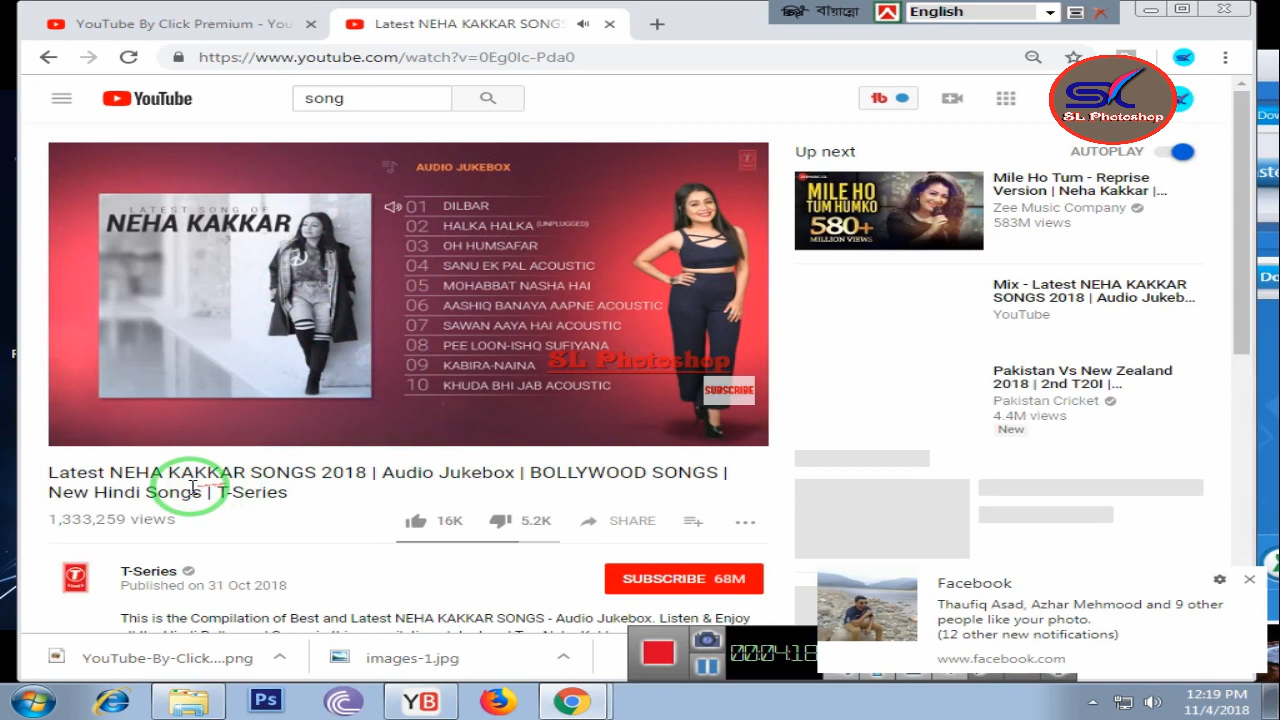 YouTube By Click Premium - You
Latest NEHA KAKKAR SONGS
English
https://www.youtube.com/watch?v=0Eg0lc-Pda0
YouTube
song
SL Photoshop
AUDIO JUKEBOX
LATEST SONG OF
NEHA KAKKAR
01 DILBAR
02 HALKA HALKA (UNPLUGGED)
03 OH HUMSAFAR
04 SANU EK PAL ACOUSTIC
05 MOHABBAT NASHA HAI
06 AASHIQ BANAYA AAPNE ACOUSTIC
07 SAWAN AAYA HAI ACOUSTIC
08 PEE LOON-ISHQ SUFIYANA
09 KABIRA-NAINA
10 KHUDA BHI JAB ACOUSTIC
SL Photoshop
SUBSCRIBE
Latest NEHA KAKKAR SONGS 2018 | Audio Jukebox | BOLLYWOOD SONGS |
New Hindi Songs | T-Series
1,333,259 views
16K 5.2K SHARE
T-Series
Published on 31 Oct 2018
SUBSCRIBE 68M
This is the Compilation of Best and Latest NEHA KAKKAR SONGS - Audio Jukebox. Listen & Enjoy
Up next
AUTOPLAY
MILE HO
TUM HUMKO
580+
MILLION VIEWS
Mile Ho Tum - Reprise
Version | Neha Kakkar |...
Zee Music Company
583M views
Mix - Latest NEHA KAKKAR
SONGS 2018 | Audio Jukeb...
YouTube
Pakistan Vs New Zealand
2018 | 2nd T20I |...
Pakistan Cricket
4.4M views
New
Facebook
Thaufiq Asad, Azhar Mehmood and 9 other
people like your photo.
(12 other new notifications)
www.facebook.com
YouTube-By-Click....png
images-1.jpg
00:04:18
Ps
YB
12:19 PM
11/4/2018